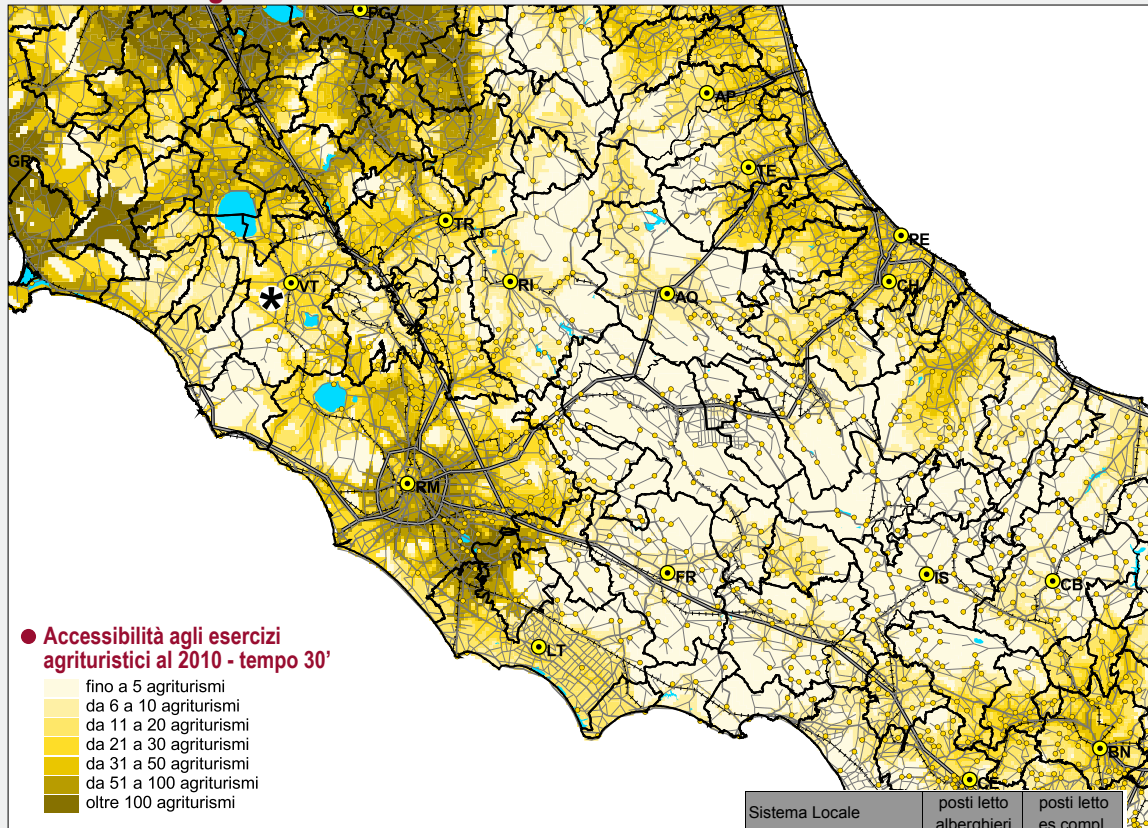 PG
AP
GR
TE
TR
PE
VT
*
RI
AQ
CH
RM
FR
IS
CB
LT
BN
CE
● Accessibilità agli esercizi
agrituristici al 2010 - tempo 30’
fino a 5 agriturismi
da 6 a 10 agriturismi
da 11 a 20 agriturismi
da 21 a 30 agriturismi
da 31 a 50 agriturismi
da 51 a 100 agriturismi
oltre 100 agriturismi
Sistema Locale
posti letto
alberghieri
posti letto
es.compl.